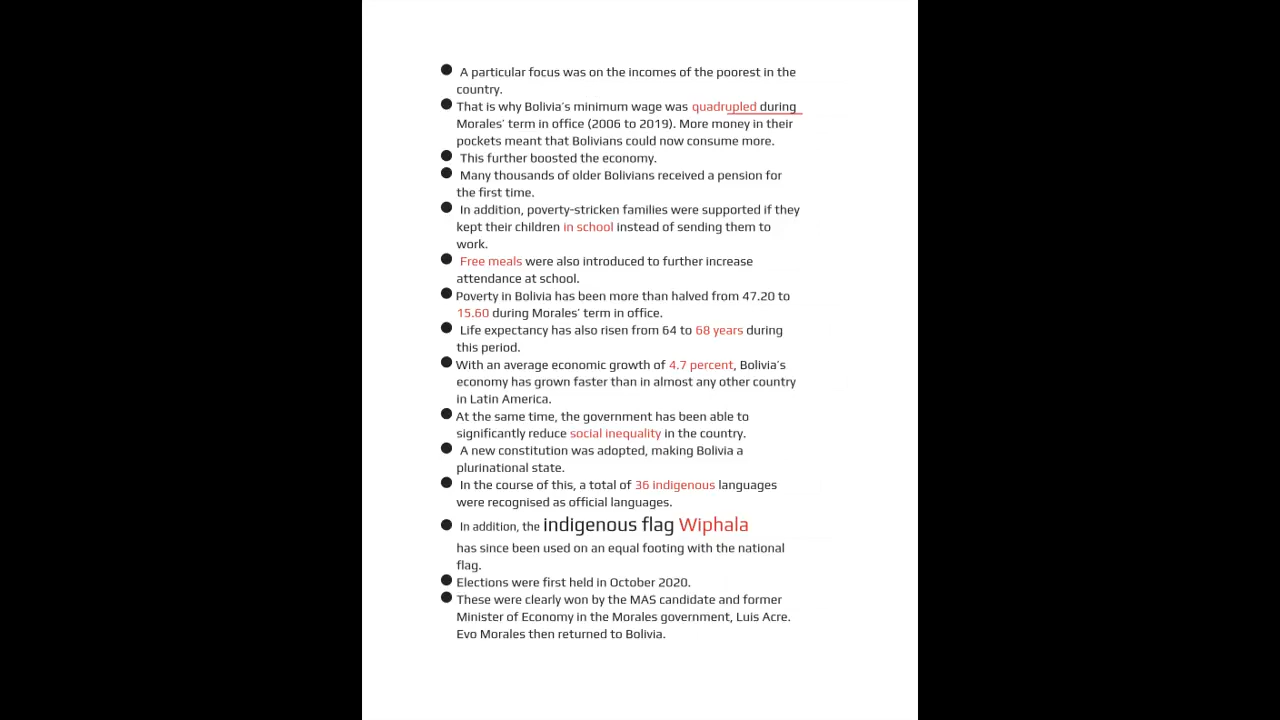 ● A particular focus was on the incomes of the poorest in the
country.
● That is why Bolivia's minimum wage was quadrupled during
Morales' term in office (2006 to 2019). More money in their
pockets meant that Bolivians could now consume more.
● This further boosted the economy.
● Many thousands of older Bolivians received a pension for
the first time.
● In addition, poverty-stricken families were supported if they
kept their children in school instead of sending them to
work.
● Free meals were also introduced to further increase
attendance at school.
● Poverty in Bolivia has been more than halved from 47.20 to
15.60 during Morales' term in office.
● Life expectancy has also risen from 64 to 68 years during
this period.
● With an average economic growth of 4.7 percent, Bolivia's
economy has grown faster than in almost any other country
in Latin America.
● At the same time, the government has been able to
significantly reduce social inequality in the country.
● A new constitution was adopted, making Bolivia a
plurinational state.
● In the course of this, a total of 36 indigenous languages
were recognised as official languages.
● In addition, the indigenous flag Wiphala
has since been used on an equal footing with the national
flag.
● Elections were first held in October 2020.
● These were clearly won by the MAS candidate and former
Minister of Economy in the Morales government, Luis Acre.
Evo Morales then returned to Bolivia.